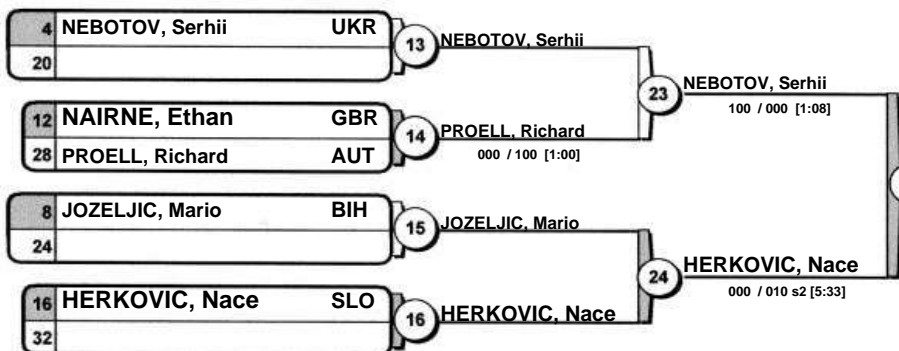 4 NEBOTOV, Serhii UKR
20
13 NEBOTOV, Serhii
12 NAIRNE, Ethan GBR
28 PROELL, Richard AUT
14 PROELL, Richard
000 / 100 [1:00]
23 NEBOTOV, Serhii
100 / 000 [1:08]
8 JOZELJIC, Mario BIH
24
15 JOZELJIC, Mario
16 HERKOVIC, Nace SLO
32
16 HERKOVIC, Nace
24 HERKOVIC, Nace
000 / 010 s2 [5:33]